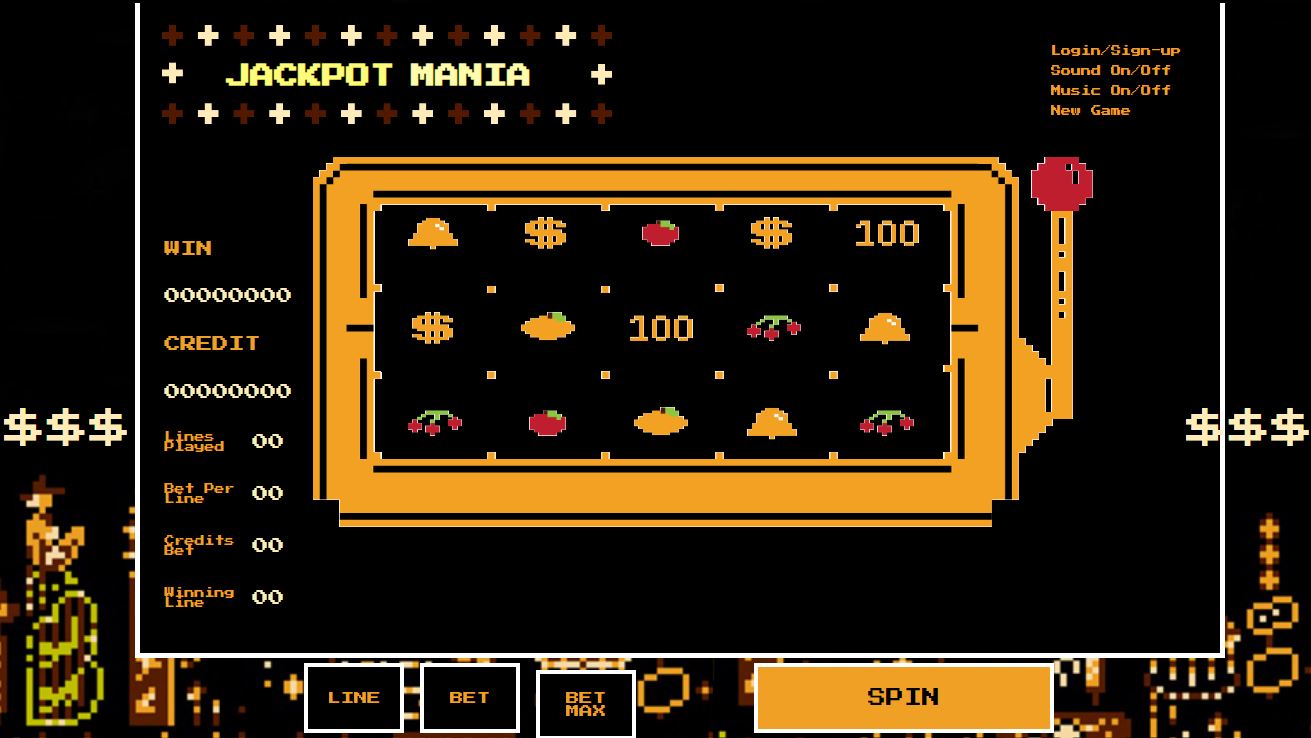 JACKPOT MANIA
Login/Sign-up
Sound On/Off
Music On/Off
New Game
WIN
00000000
CREDIT
00000000
Lines
Played
00
Bet Per
Line
00
Credits
Bet
00
Winning
Line
00
$ $ 100
$ 100
$$$
$$$
LINE
BET
BET
MAX
SPIN